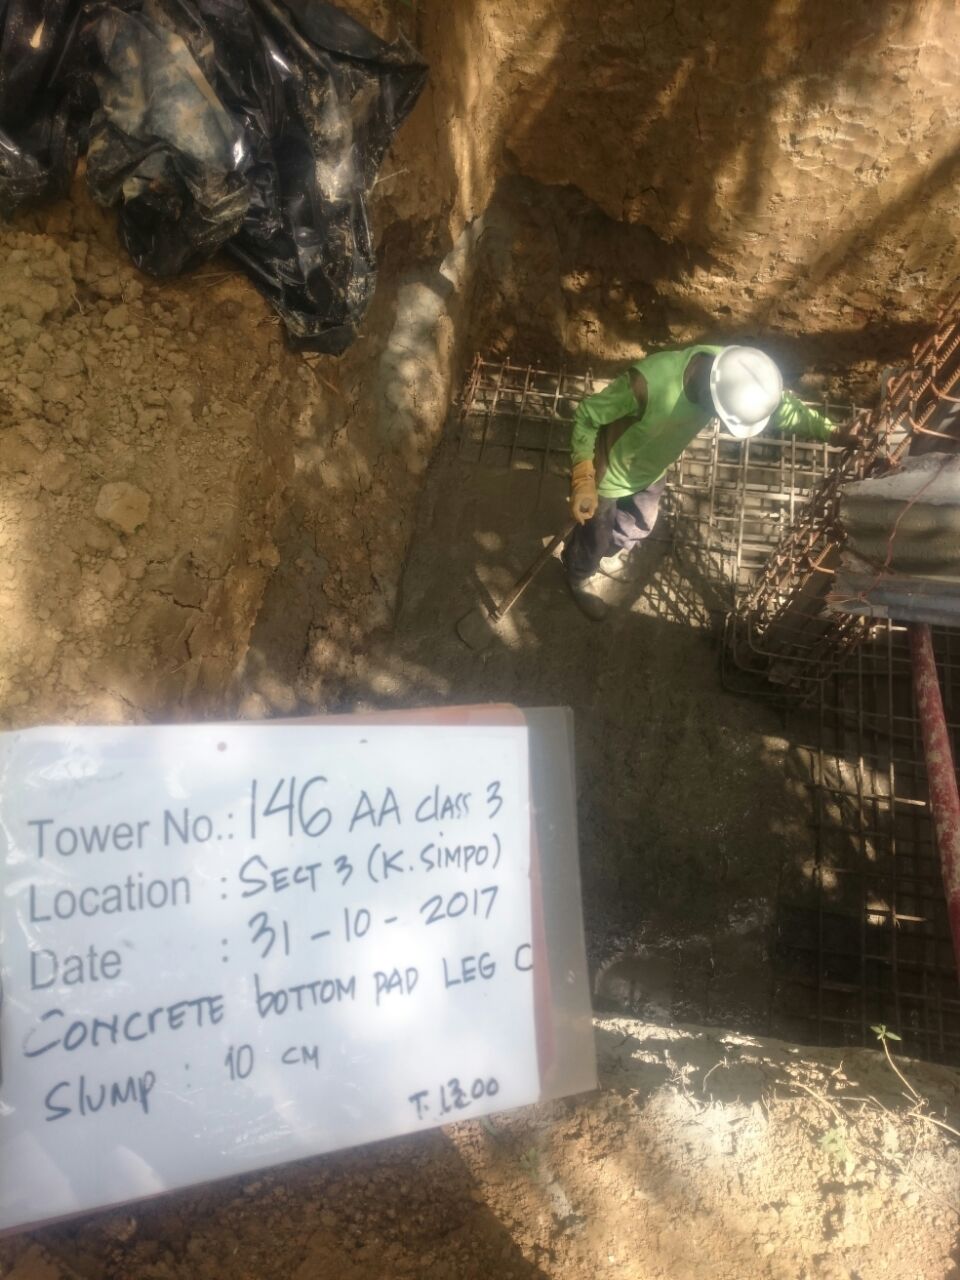 Tower No.: 146 AA class 3
Location : SECT 3 (K. SIMPO)
Date : 31 - 10 - 2017
CONCRETE bOTTOM PAD LEG C
Slump : 10 CM
T. 13.00